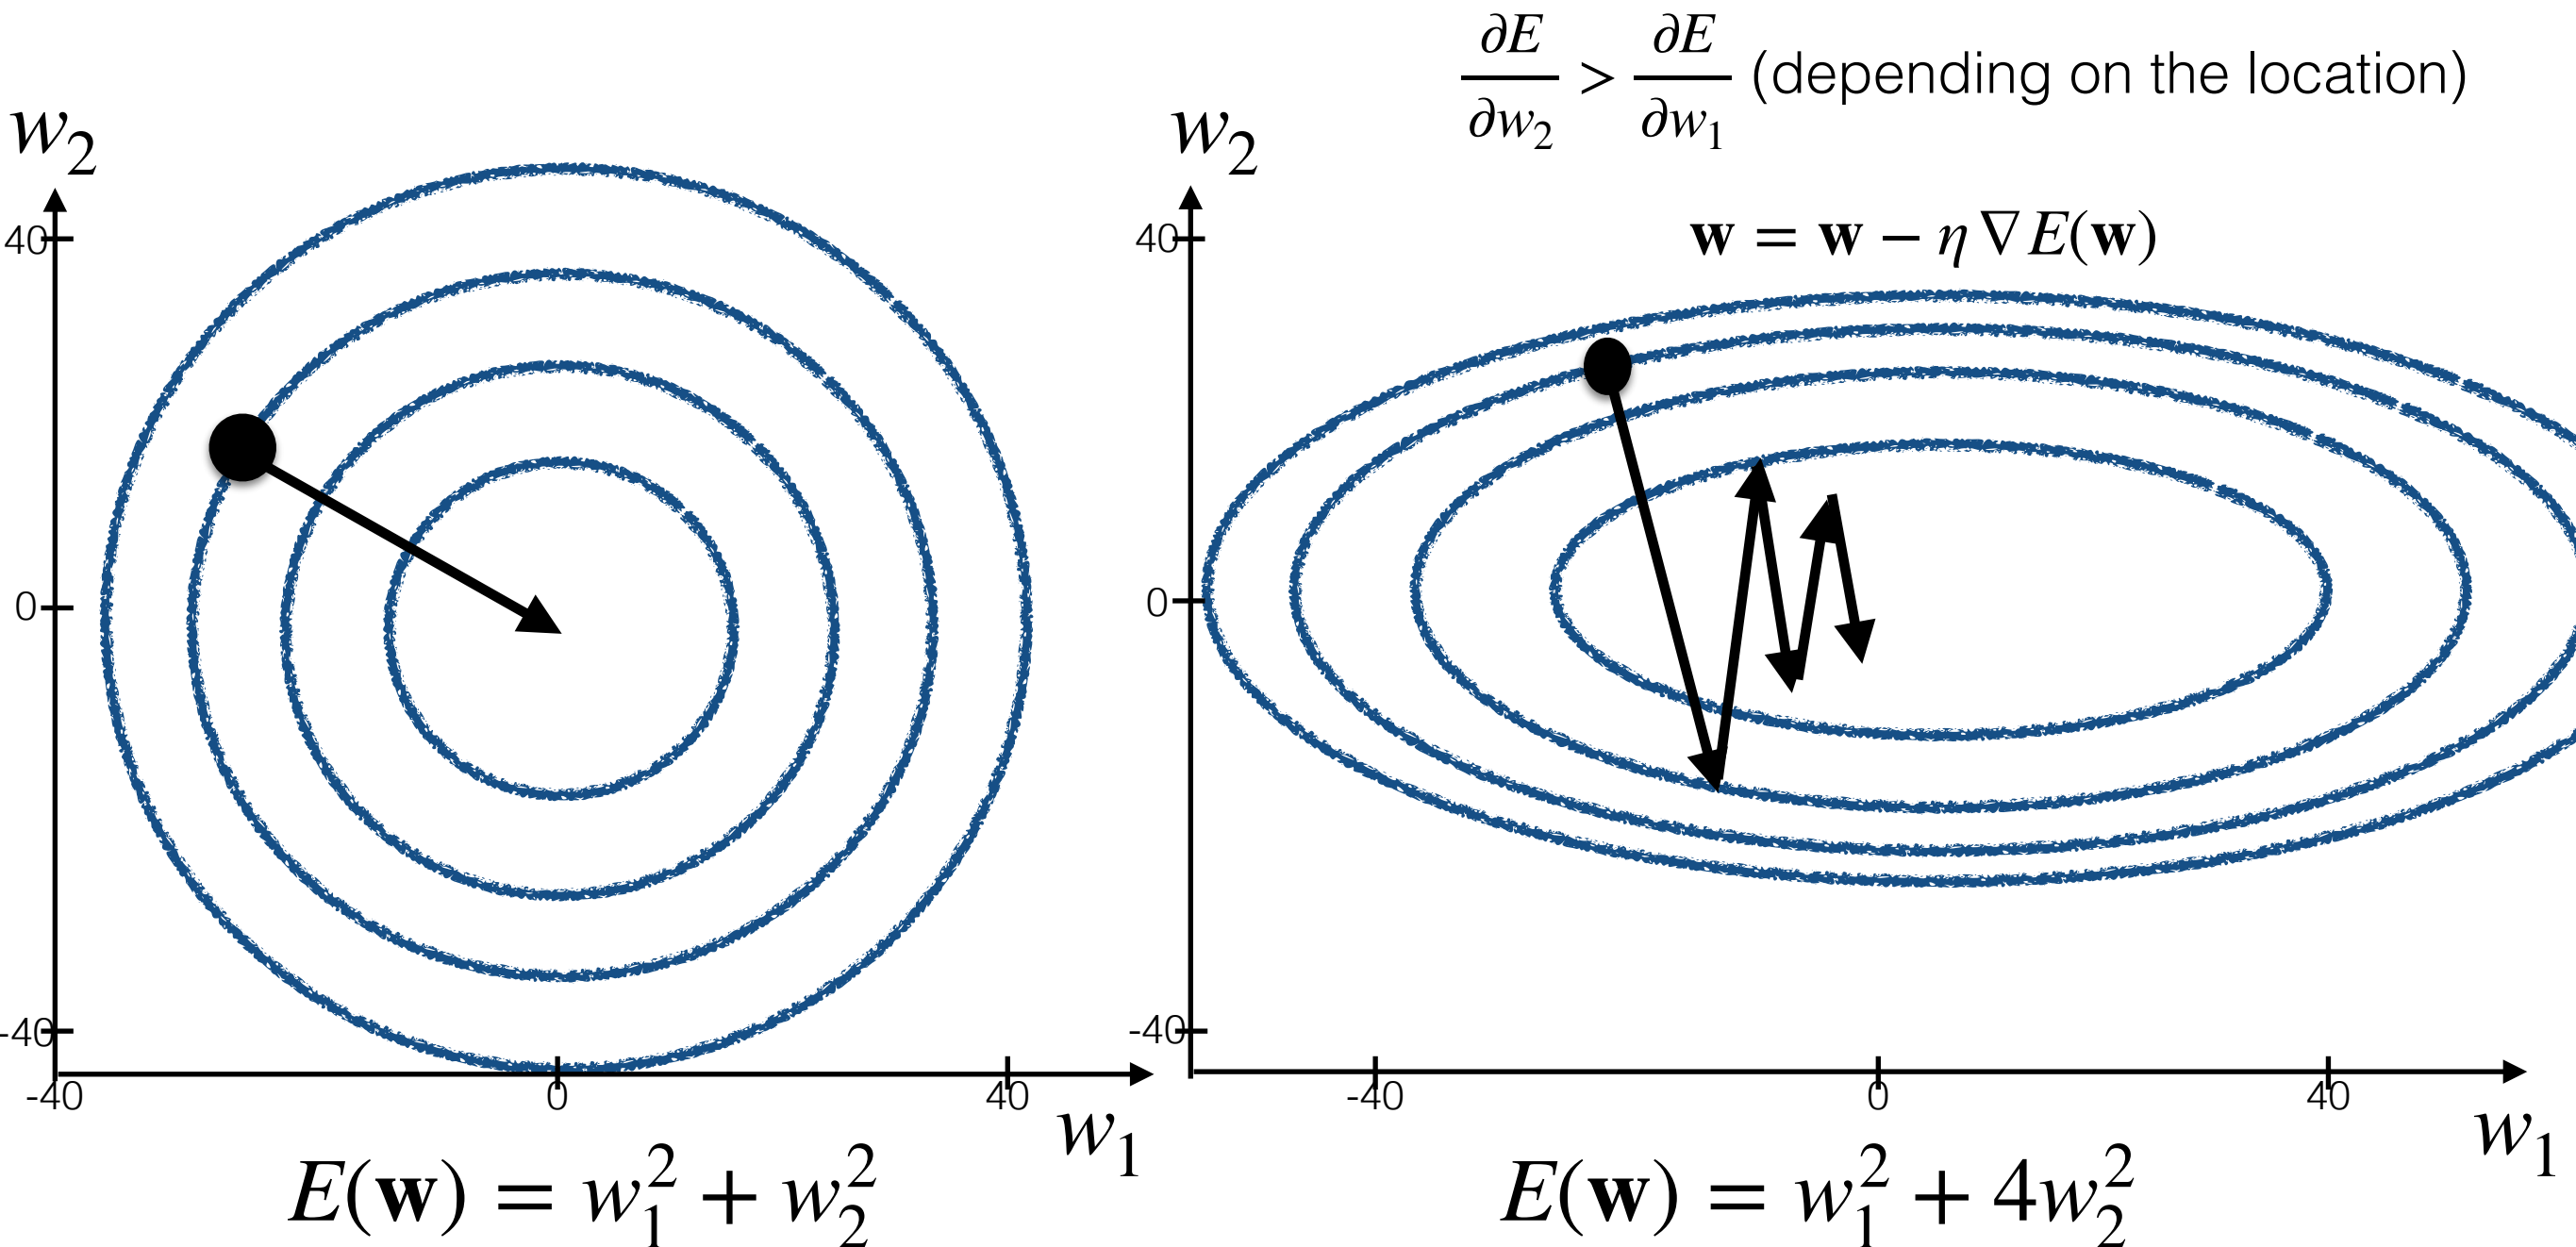 ∂E/∂w₂ > ∂E/∂w₁ (depending on the location)
w₂
40
0
-40
-40 0 40
w₁
E(𝐰) = w₁² + w₂²
w₂
𝐰 = 𝐰 − η ∇E(𝐰)
40
0
-40
-40 0 40
w₁
E(𝐰) = w₁² + 4w₂²